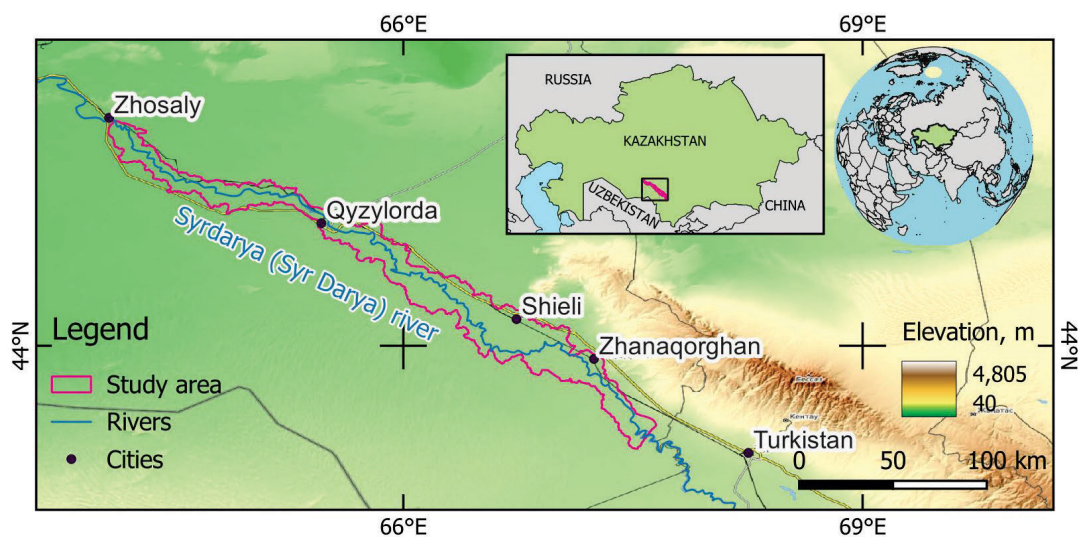 66°E
69°E
Zhosaly
RUSSIA
KAZAKHSTAN
UZBEKISTAN
CHINA
Qyzylorda
Syrdarya (Syr Darya) river
Shieli
Zhanaqorghan
44°N
44°N
Legend
Study area
Rivers
Cities
Elevation, m
4,805
40
Кентау
Turkistan
0
50
100 km
66°E
69°E